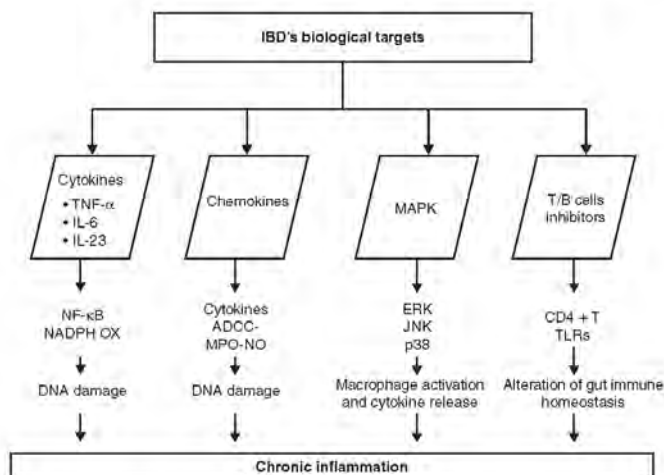 IBD's biological targets
Cytokines
• TNF-α
• IL-6
• IL-23
Chemokines
MAPK
T/B cells
inhibitors
NF-κB
NADPH OX
Cytokines
ADCC-
MPO-NO
ERK
JNK
p38
CD4 + T
TLRs
DNA damage
DNA damage
Macrophage activation
and cytokine release
Alteration of gut immune
homeostasis
Chronic inflammation